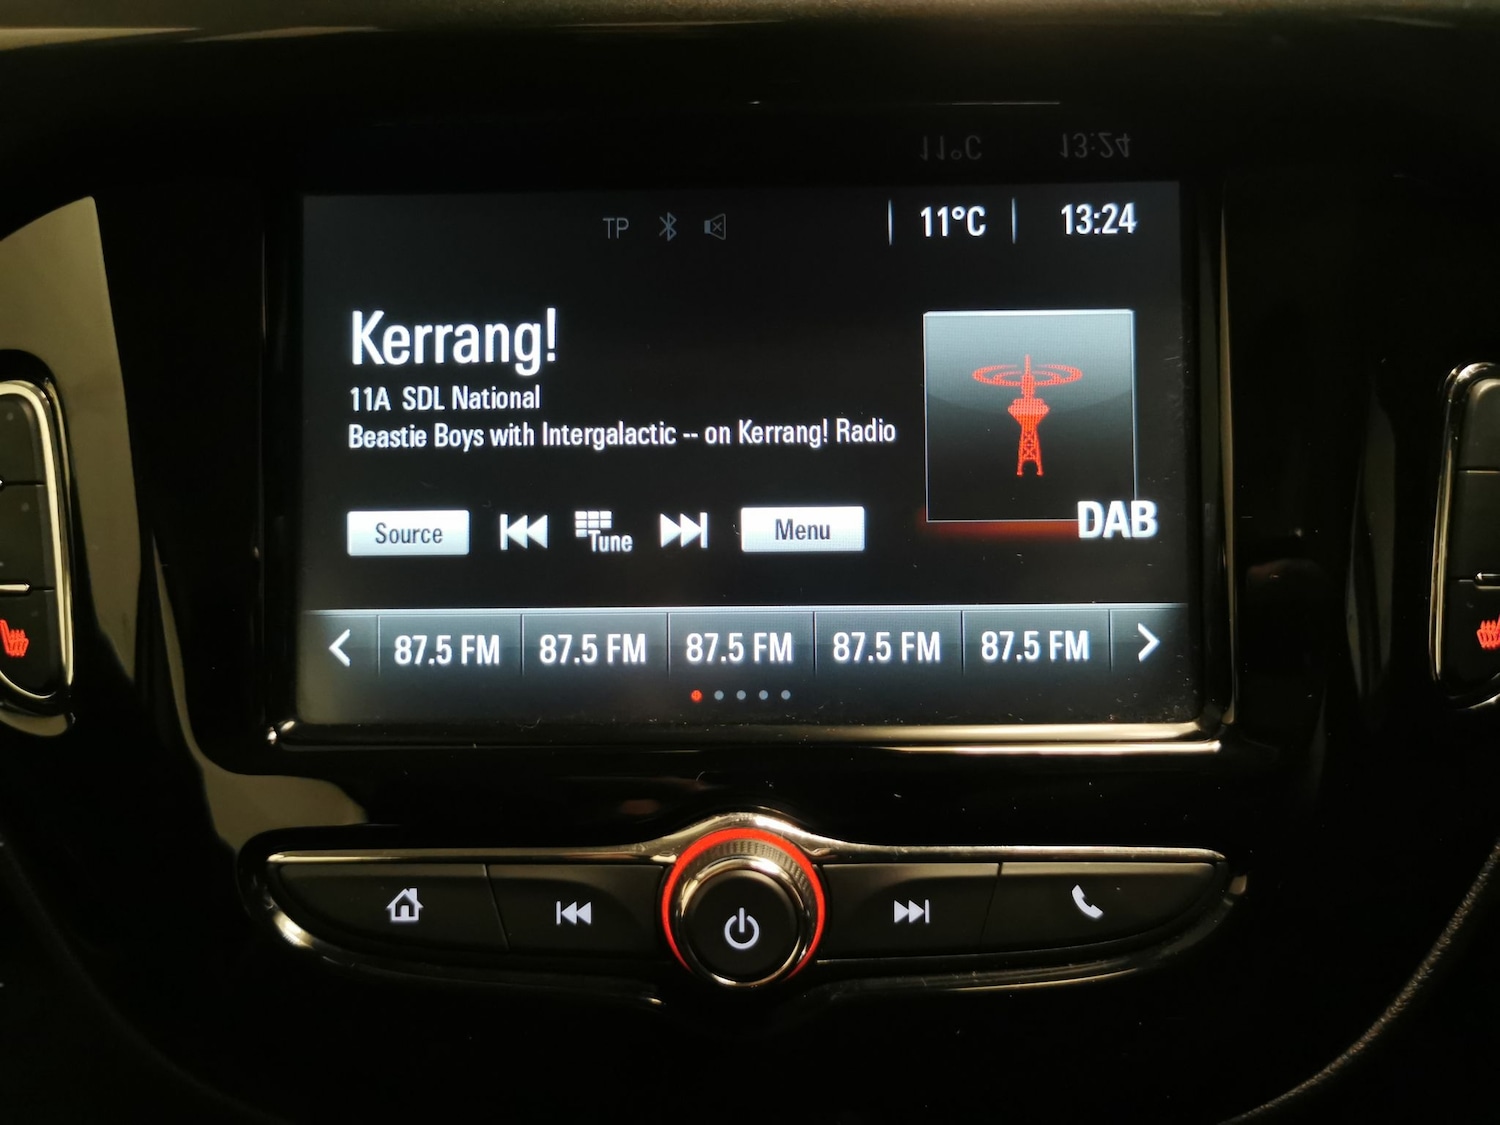 TP 11°C 13:24
Kerrang!
11A SDL National
Beastie Boys with Intergalactic -- on Kerrang! Radio
DAB
Source Tune Menu
87.5 FM 87.5 FM 87.5 FM 87.5 FM 87.5 FM